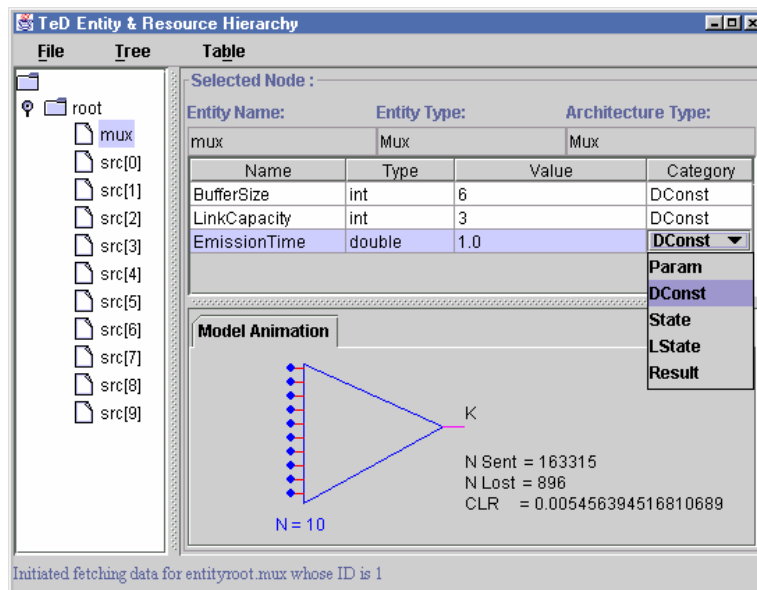 TeD Entity & Resource Hierarchy
File Tree Table
Selected Node :
root
Entity Name: Entity Type: Architecture Type:
mux
mux Mux Mux
src[0]
src[1]
src[2]
src[3]
src[4]
src[5]
src[6]
src[7]
src[8]
src[9]
Name Type Value Category
BufferSize int 6 DConst
LinkCapacity int 3 DConst
EmissionTime double 1.0 DConst
Param
DConst
State
LState
Result
Model Animation
K
N Sent = 163315
N Lost = 896
CLR = 0.005456394516810689
N = 10
Initiated fetching data for entityroot.mux whose ID is 1